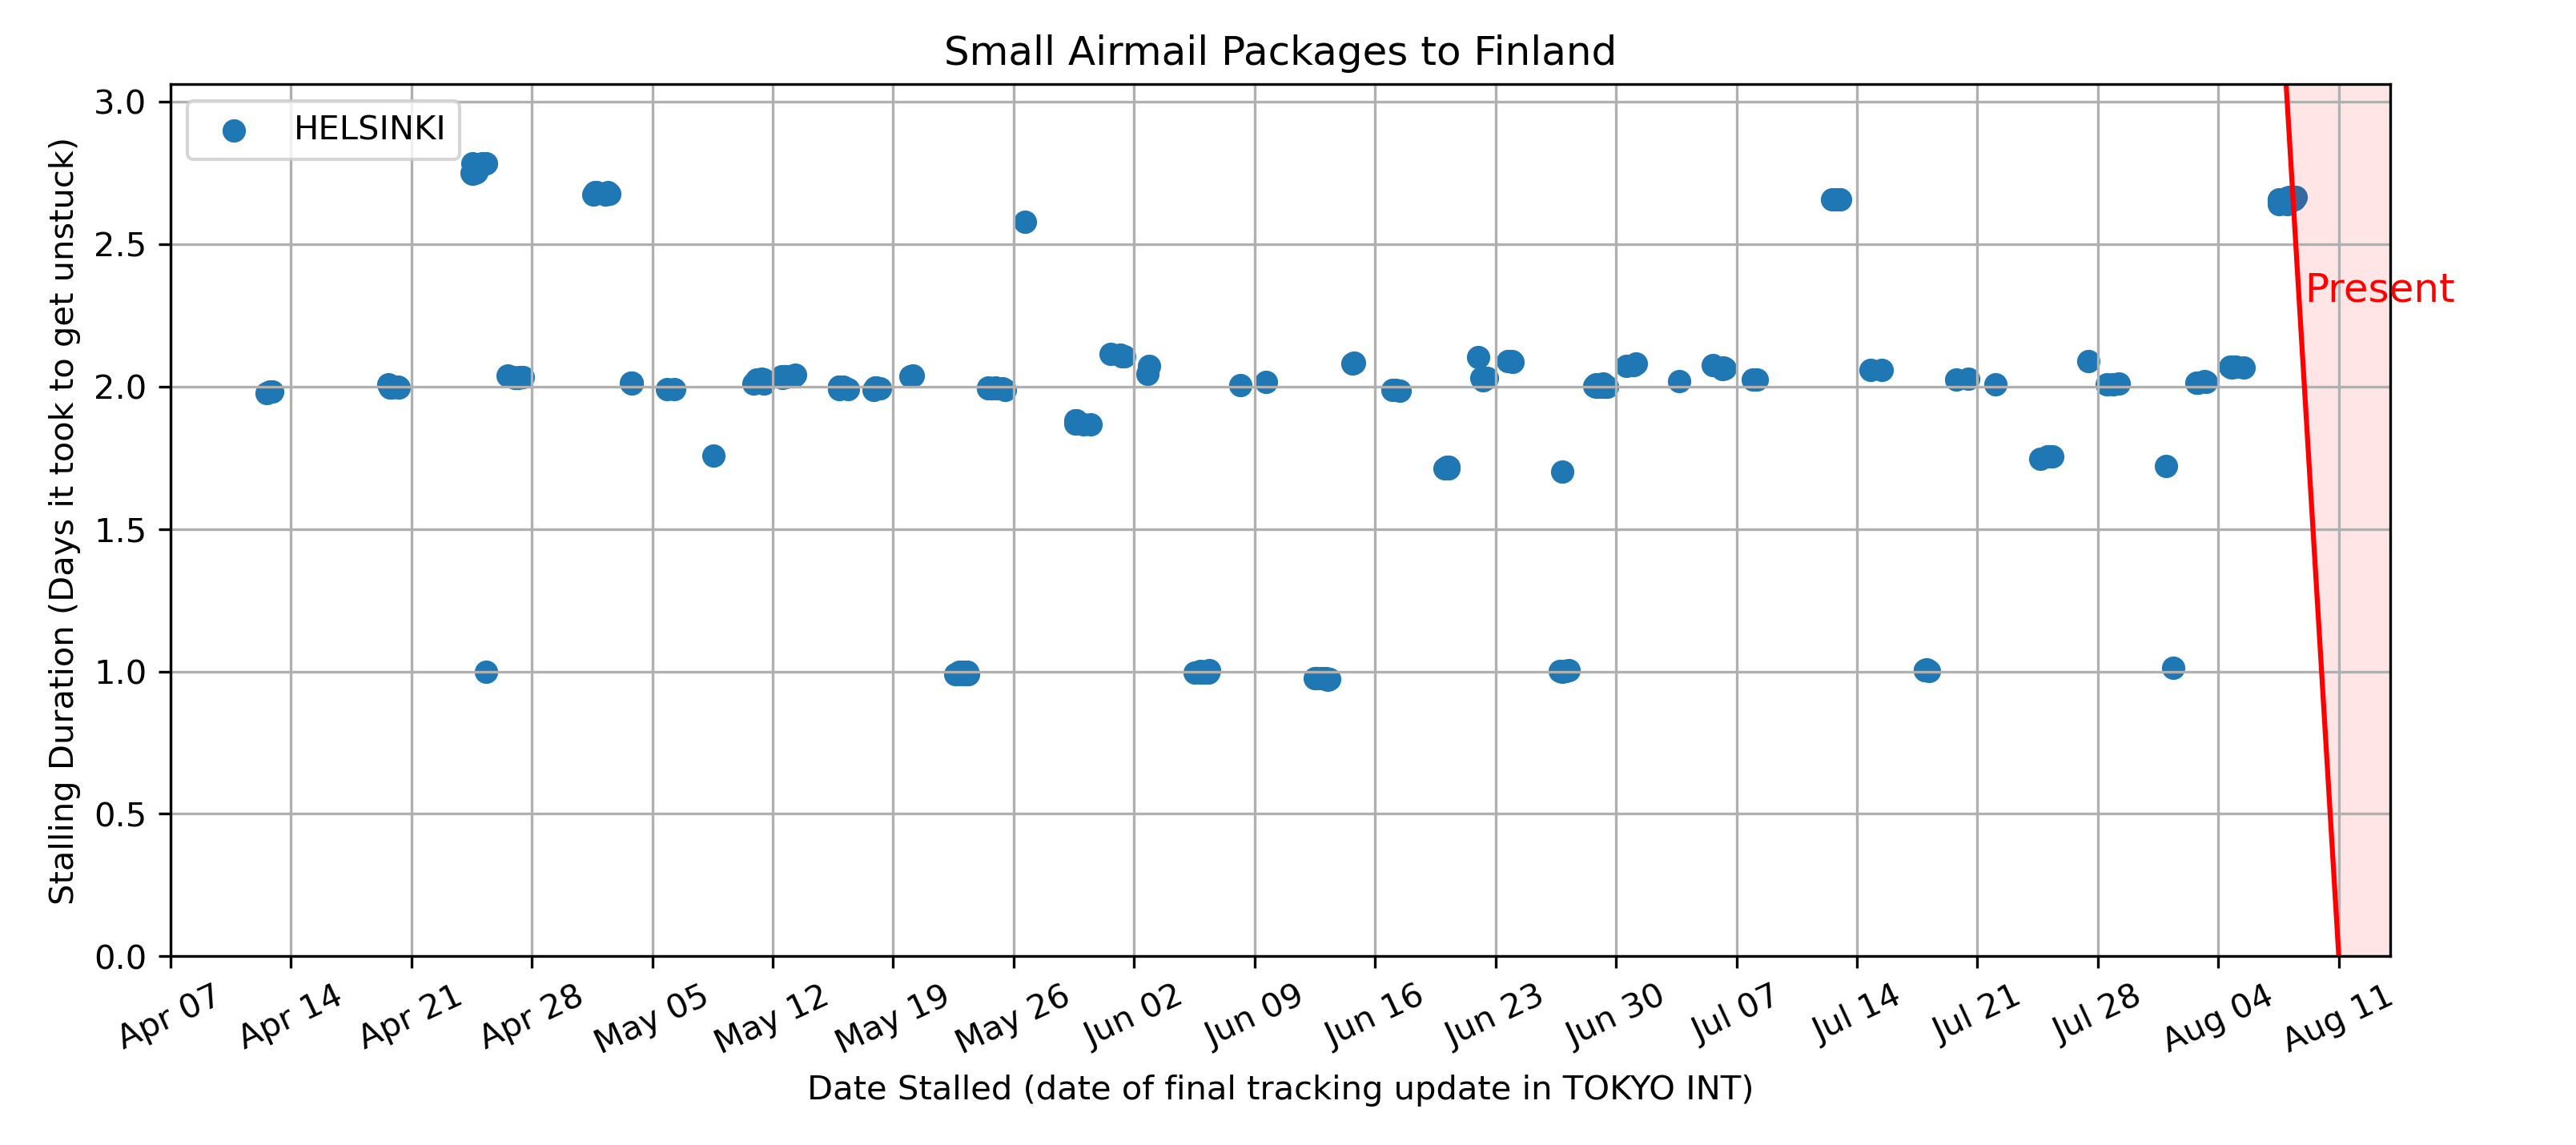 Small Airmail Packages to Finland
HELSINKI
Present
Stalling Duration (Days it took to get unstuck)
3.0
2.5
2.0
1.5
1.0
0.5
0.0
Apr 07
Apr 14
Apr 21
Apr 28
May 05
May 12
May 19
May 26
Jun 02
Jun 09
Jun 16
Jun 23
Jun 30
Jul 07
Jul 14
Jul 21
Jul 28
Aug 04
Aug 11
Date Stalled (date of final tracking update in TOKYO INT)